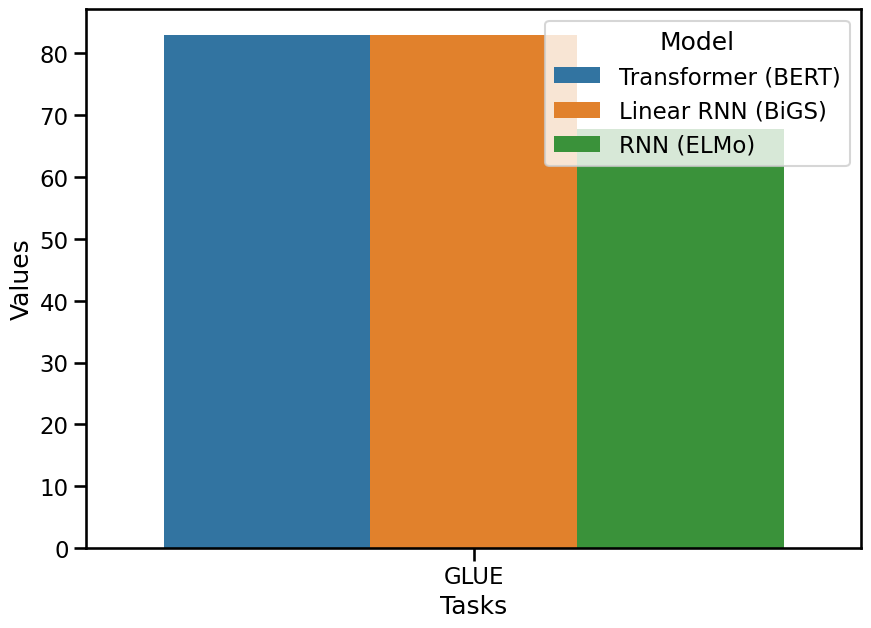 Model
Transformer (BERT)
Linear RNN (BiGS)
RNN (ELMo)
Values
80
70
60
50
40
30
20
10
0
GLUE
Tasks